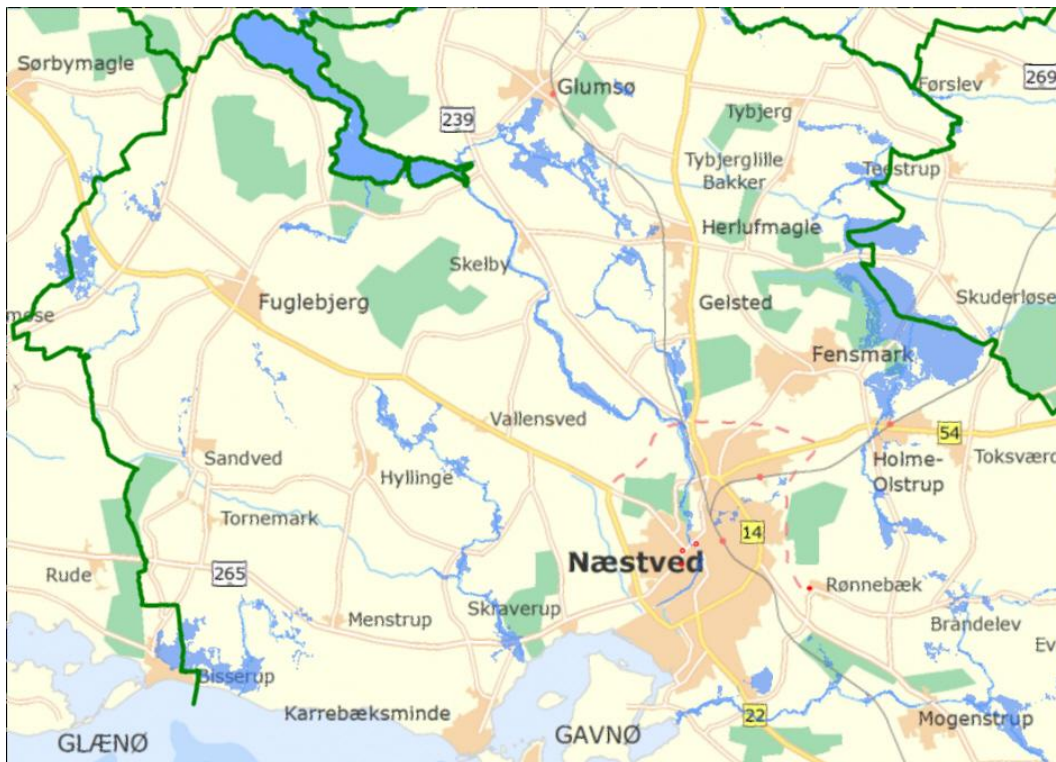 Sørbymagle
Glumsø
Førslev
269
239
Tybjerg
Tybjerglille
Bakker
Teestrup
Herlufmagle
Skelby
Fuglebjerg
Gelsted
Skuderløse
mose
Fensmark
Vallensved
54
Sandved
Hyllinge
Holme-
Olstrup
Toksværd
Tornemark
14
Næstved
Rude
265
Rønnebæk
Skraverup
Menstrup
Brandelev
Ev
Bisserup
Karrebæksminde
22
Mogenstrup
GLÆNØ
GAVNØ